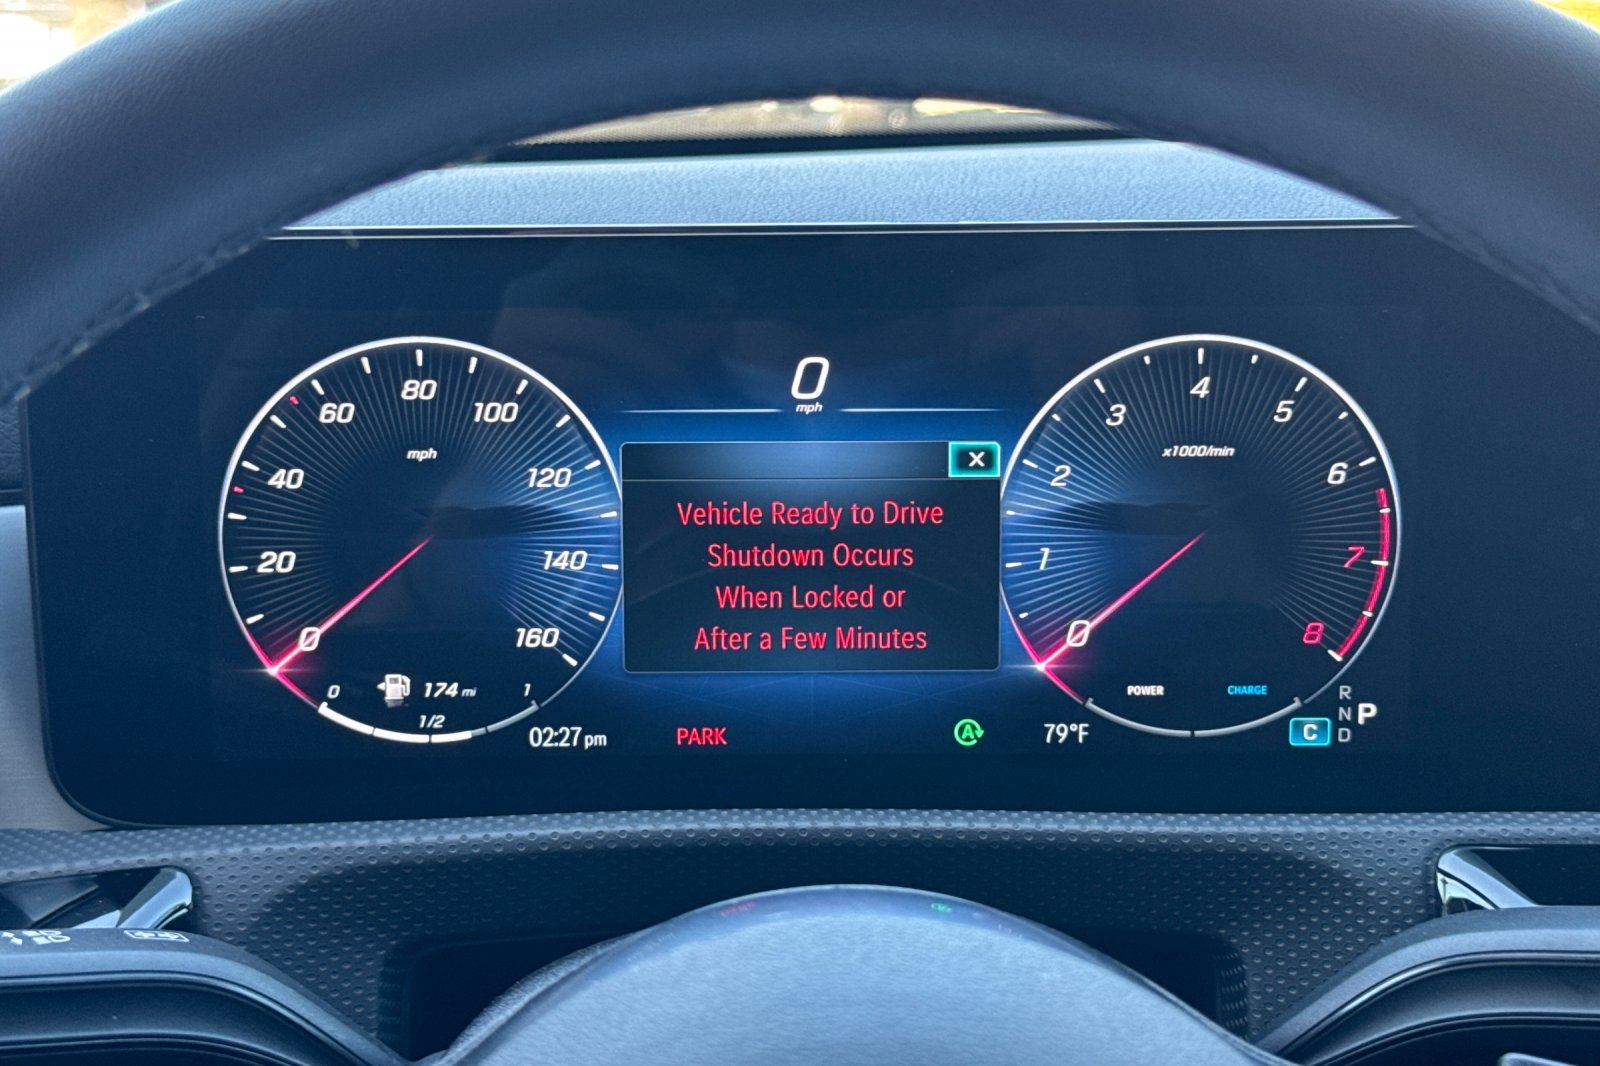 0
mph
X
Vehicle Ready to Drive
Shutdown Occurs
When Locked or
After a Few Minutes
0
20
40
60
80
100
120
140
160
mph
0
174 mi
1
1/2
02:27 pm
PARK
A
79°F
0
1
2
3
4
5
6
7
8
x1000/min
POWER
CHARGE
C
R
N
D
P